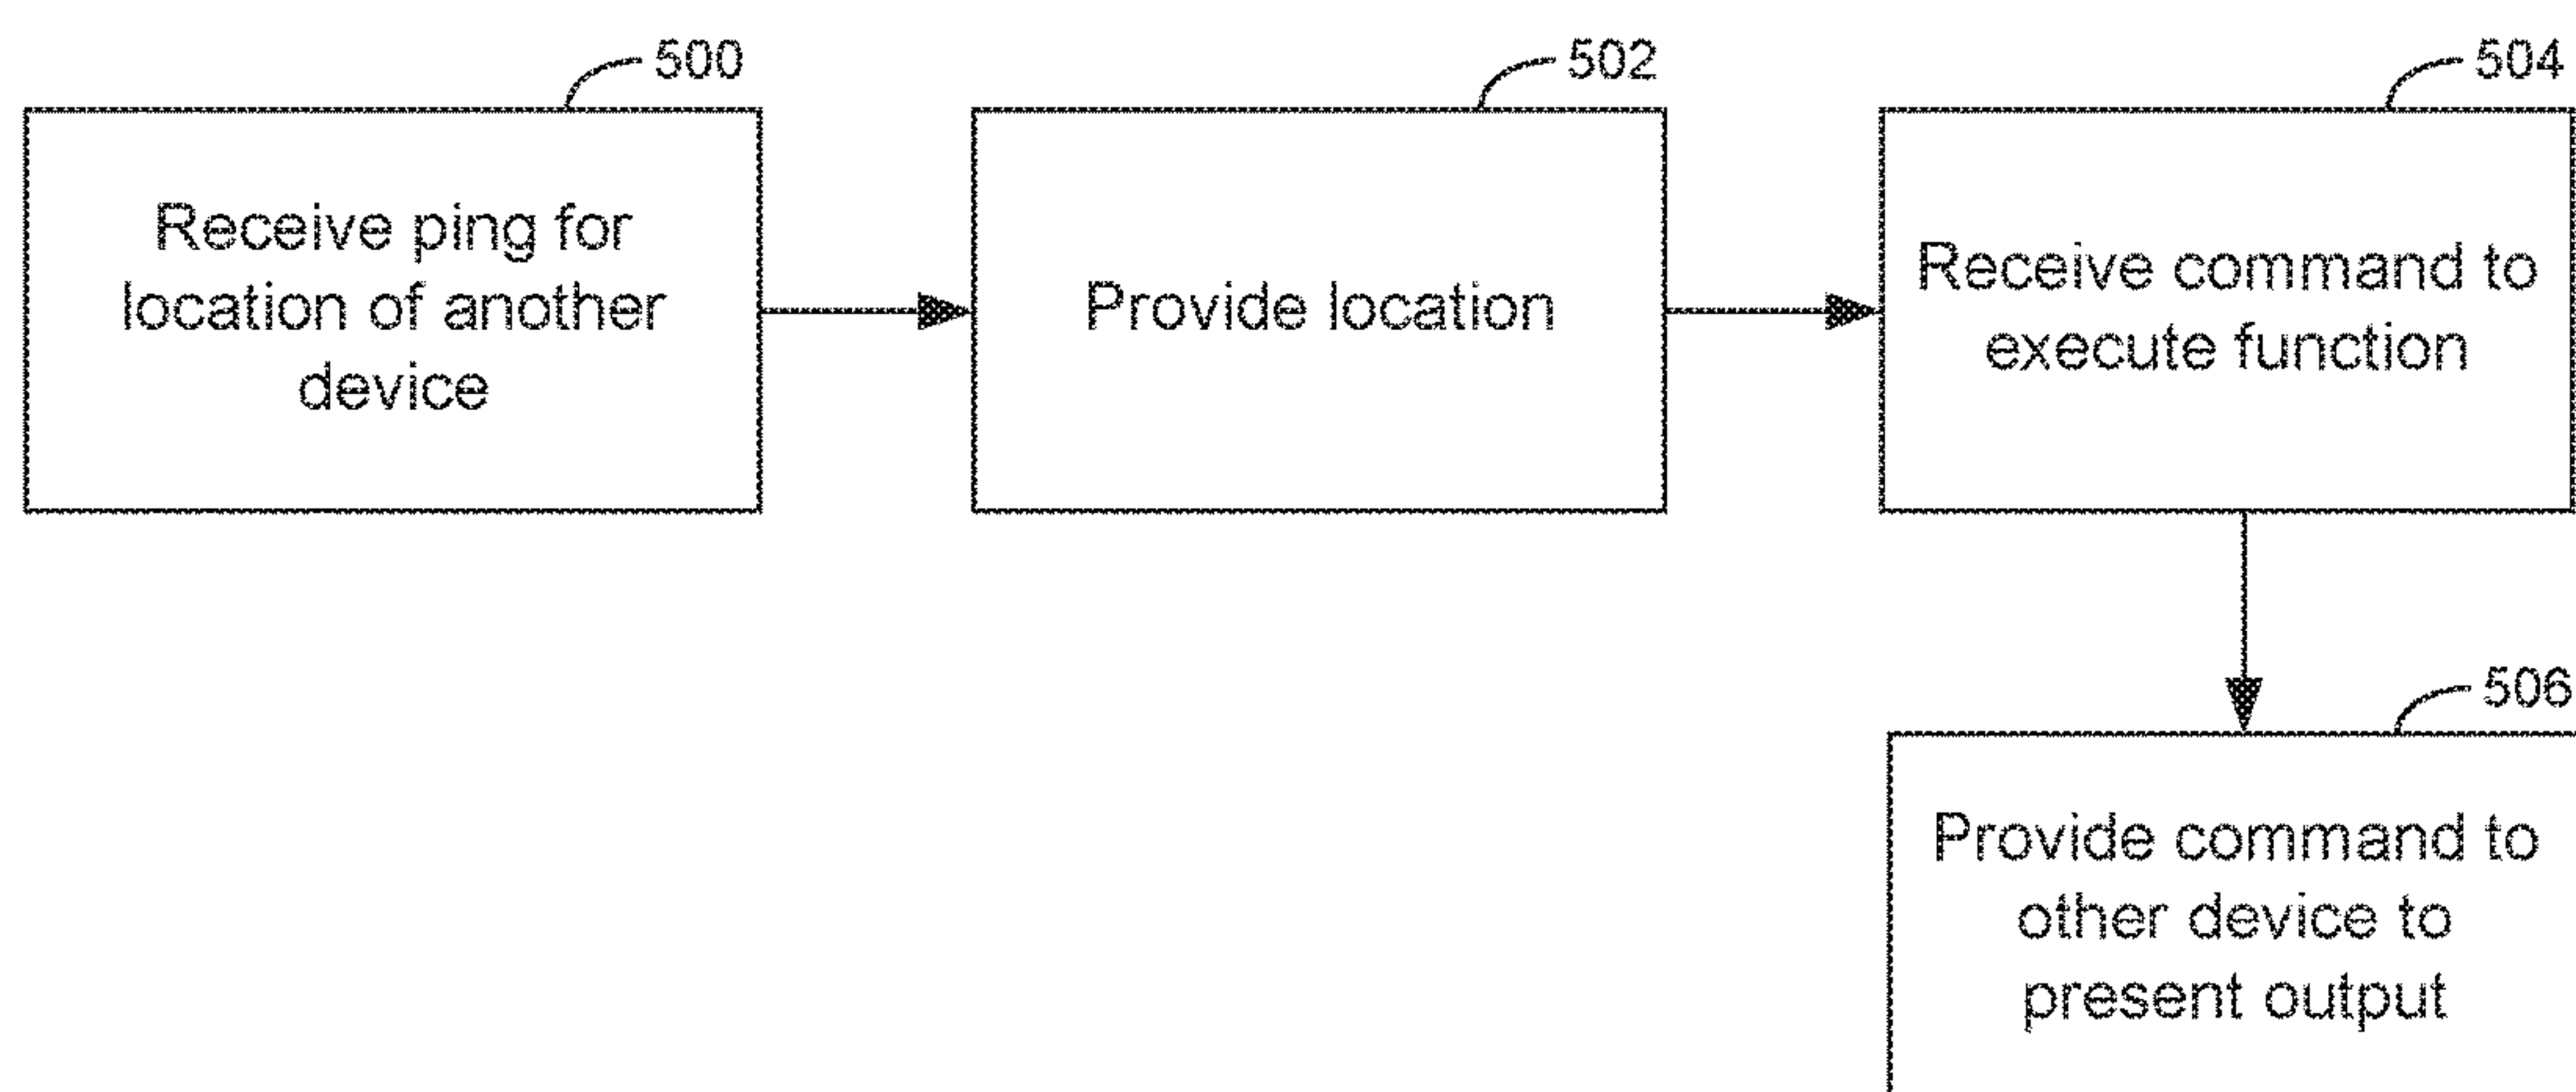 500
Receive ping for
location of another
device
502
Provide location
504
Receive command to
execute function
506
Provide command to
other device to
present output